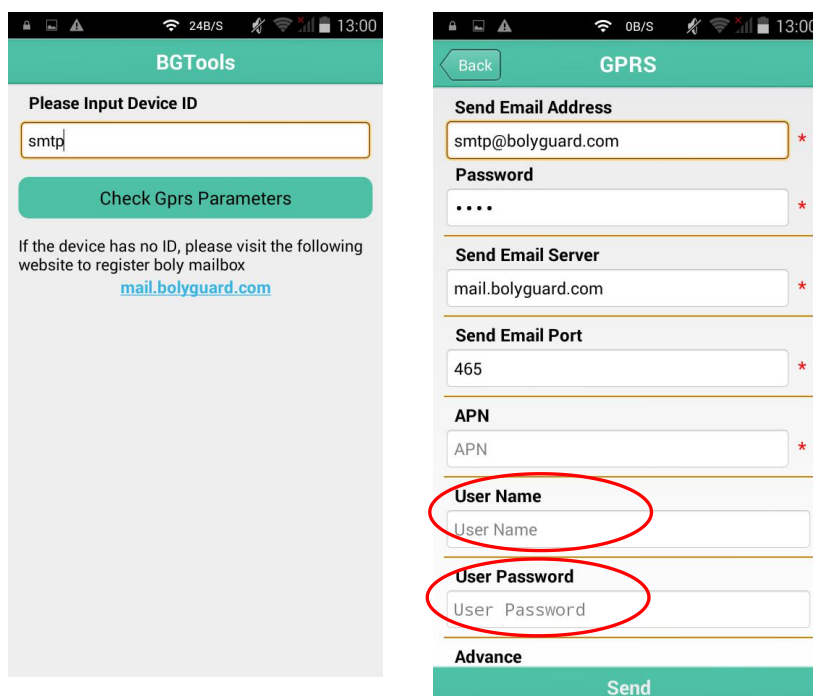 24B/S 13:00
BGTools
Please Input Device ID
smtp
Check Gprs Parameters
If the device has no ID, please visit the following
website to register boly mailbox
mail.bolyguard.com
0B/S 13:00
Back GPRS
Send Email Address
smtp@bolyguard.com *
Password
•••• *
Send Email Server
mail.bolyguard.com *
Send Email Port
465 *
APN
APN *
User Name
User Name
User Password
User Password
Advance
Send